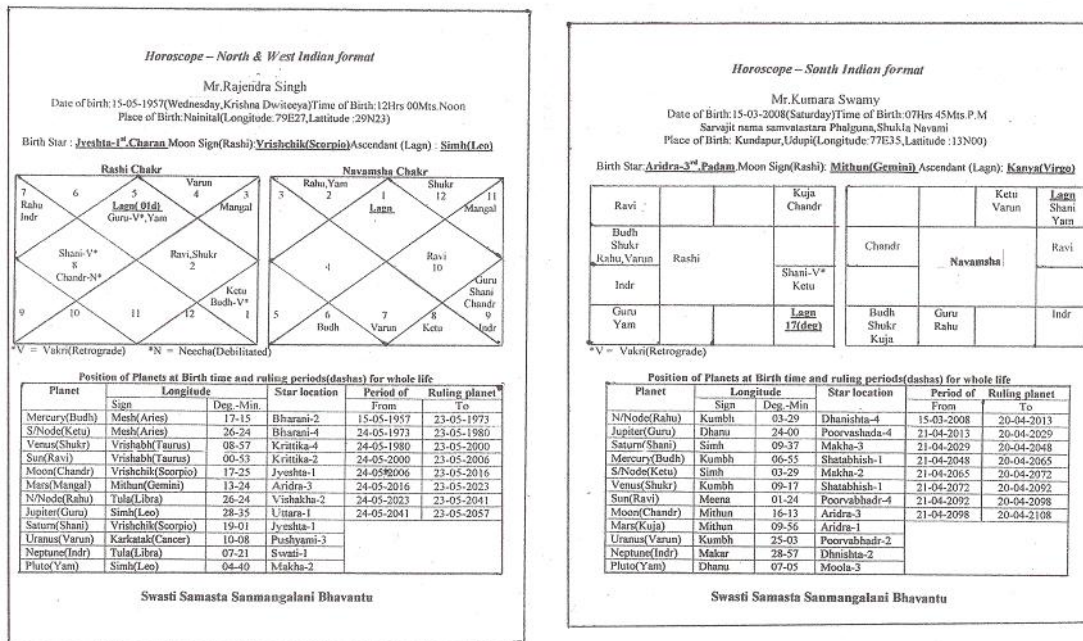 Horoscope – North & West Indian format
Mr.Rajendra Singh
Date of birth:15-05-1957(Wednesday,Krishna Dwiteeya)Time of Birth:12Hrs 00Mts.Noon
Place of Birth:Nainital(Longitude:79E27,Lattitude :29N23)
Birth Star : Jyeshta-1st.Charan Moon Sign(Rashi):Vrishchik(Scorpio)Ascendant (Lagn) : Simh(Leo)
Rashi Chakr
7
Rahu
Indr
6
5
Lagn( 01d)
Guru-V*,Yam
Varun
4
3
Mangal
Shani-V*
8
Chandr-N*
Ravi,Shukr
2
9
10
11
12
Ketu
Budh-V*
1
Navamsha Chakr
3
Rahu,Yam
2
1
Lagn
Shukr
12
11
Mangal
4
Ravi
10
5
6
Budh
7
Varun
8
Ketu
Guru
Shani
Chandr
9
Indr
*V = Vakri(Retrograde) *N = Neecha(Debilitated)
Position of Planets at Birth time and ruling periods(dashas) for whole life
Planet Longitude Star location Period of Ruling planet
Sign Deg.-Min. From To
Mercury(Budh) Mesh(Aries) 17-15 Bharani-2 15-05-1957 23-05-1973
S/Node(Ketu) Mesh(Aries) 26-24 Bharani-4 24-05-1973 23-05-1980
Venus(Shukr) Vrishabh(Taurus) 08-57 Krittika-4 24-05-1980 23-05-2000
Sun(Ravi) Vrishabh(Taurus) 00-53 Krittika-2 24-05-2000 23-05-2006
Moon(Chandr) Vrishchik(Scorpio) 17-25 Jyeshta-1 24-05-2006 23-05-2016
Mars(Mangal) Mithun(Gemini) 13-24 Aridra-3 24-05-2016 23-05-2023
N/Node(Rahu) Tula(Libra) 26-24 Vishakha-2 24-05-2023 23-05-2041
Jupiter(Guru) Simh(Leo) 28-35 Uttara-1 24-05-2041 23-05-2057
Saturn(Shani) Vrishchik(Scorpio) 19-01 Jyeshta-1
Uranus(Varun) Karkatak(Cancer) 10-08 Pushyami-3
Neptune(Indr) Tula(Libra) 07-21 Swati-1
Pluto(Yam) Simh(Leo) 04-40 Makha-2
Swasti Samasta Sanmangalani Bhavantu
Horoscope – South Indian format
Mr.Kumara Swamy
Date of Birth:15-03-2008(Saturday)Time of Birth:07Hrs 45Mts.P.M
Sarvajit nama samvatastara Phalguna,Shukla Navami
Place of Birth: Kundapur,Udupi(Longitude:77E35,Lattitude :13N00)
Birth Star:Aridra-3rd.Padam.Moon Sign(Rashi): Mithun(Gemini) Ascendant (Lagn): Kanya(Virgo)
Ravi
Kuja
Chandr
Budh
Shukr
Rahu,Varun
Rashi
Indr
Shani-V*
Ketu
Guru
Yam
Lagn
17(deg)
Ketu
Varun
Lagn
Shani
Yam
Chandr
Navamsha
Ravi
Budh
Shukr
Kuja
Guru
Rahu
Indr
*V = Vakri(Retrograde)
Position of Planets at Birth time and ruling periods(dashas) for whole life
Planet Longitude Star location Period of Ruling planet
Sign Deg-Min. From To
N/Node(Rahu) Kumbh 03-29 Dhanishta-4 15-03-2008 20-04-2013
Jupiter(Guru) Dhanu 24-00 Poorvashada-4 21-04-2013 20-04-2029
Saturn(Shani) Simh 09-37 Makha-3 21-04-2029 20-04-2048
Mercury(Budh) Kumbh 06-55 Shatabhish-1 21-04-2048 20-04-2065
S/Node(Ketu) Simh 03-29 Makha-2 21-04-2065 20-04-2072
Venus(Shukr) Kumbh 09-17 Shatabhish-1 21-04-2072 20-04-2092
Sun(Ravi) Meena 01-24 Poorvabhadr-4 21-04-2092 20-04-2098
Moon(Chandr) Mithun 16-13 Aridra-3 21-04-2098 20-04-2108
Mars(Kuja) Mithun 09-56 Aridra-1
Uranus(Varun) Kumbh 25-03 Poorvabhadr-2
Neptune(Indr) Makar 28-57 Dhnishta-2
Pluto(Yam) Dhanu 07-05 Moola-3
Swasti Samasta Sanmangalani Bhavantu